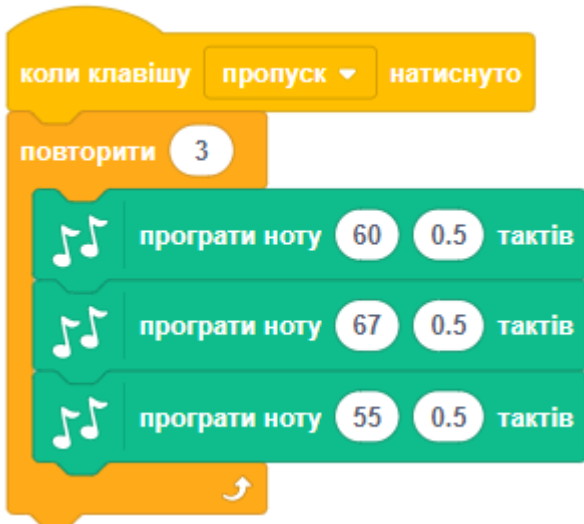 коли клавішу пропуск натиснуто
повторити 3
програти ноту 60 0.5 тактів
програти ноту 67 0.5 тактів
програти ноту 55 0.5 тактів